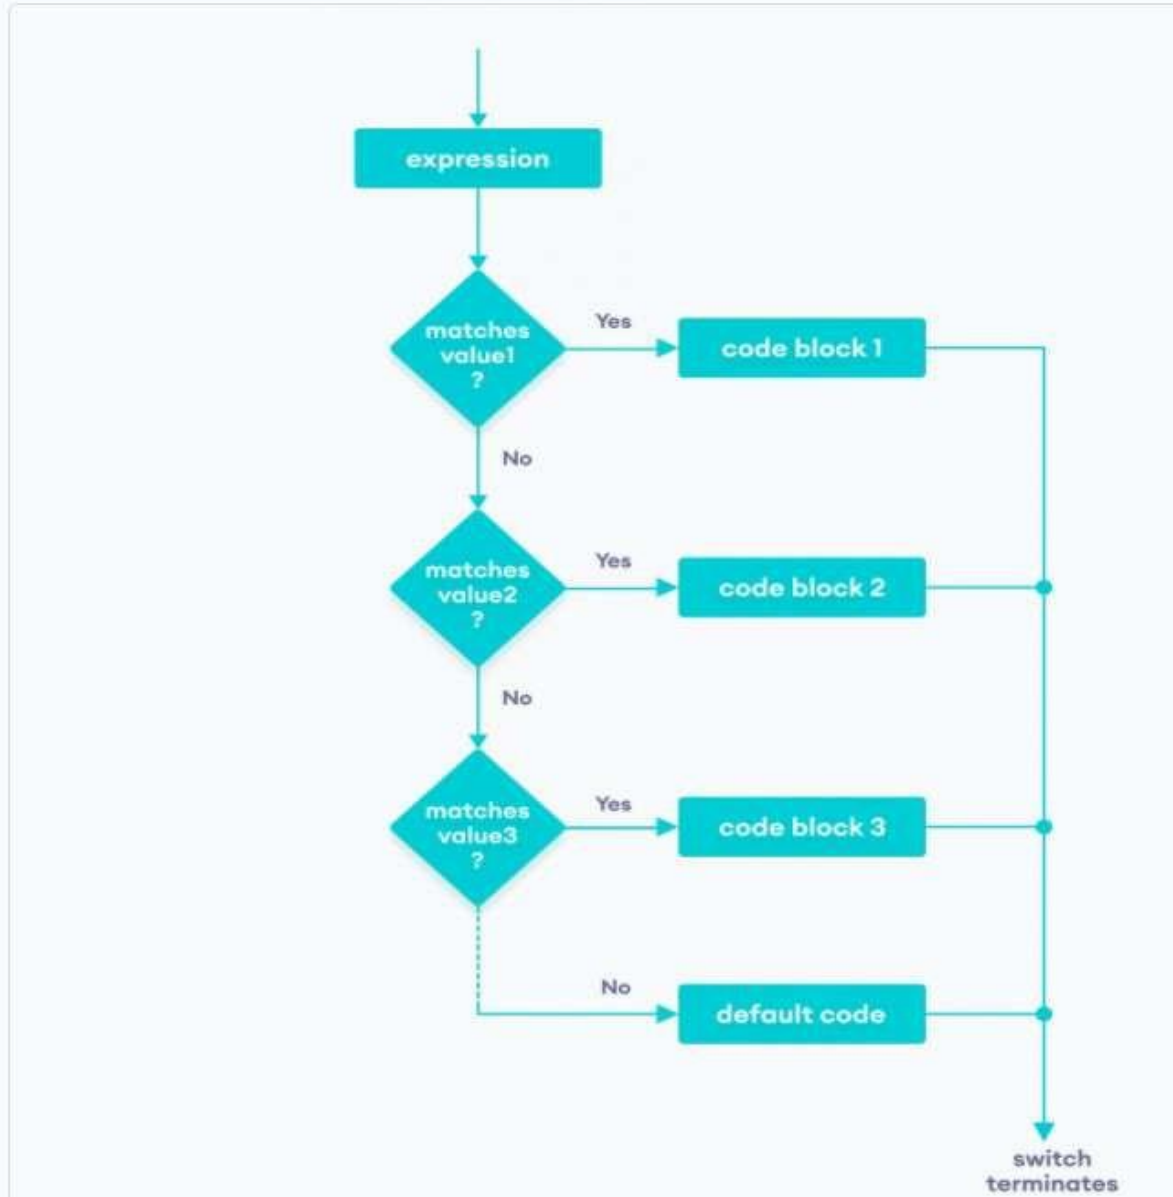 expression
matches
value1
?
Yes
code block 1
No
matches
value2
?
Yes
code block 2
No
matches
value3
?
Yes
code block 3
No
default code
switch
terminates